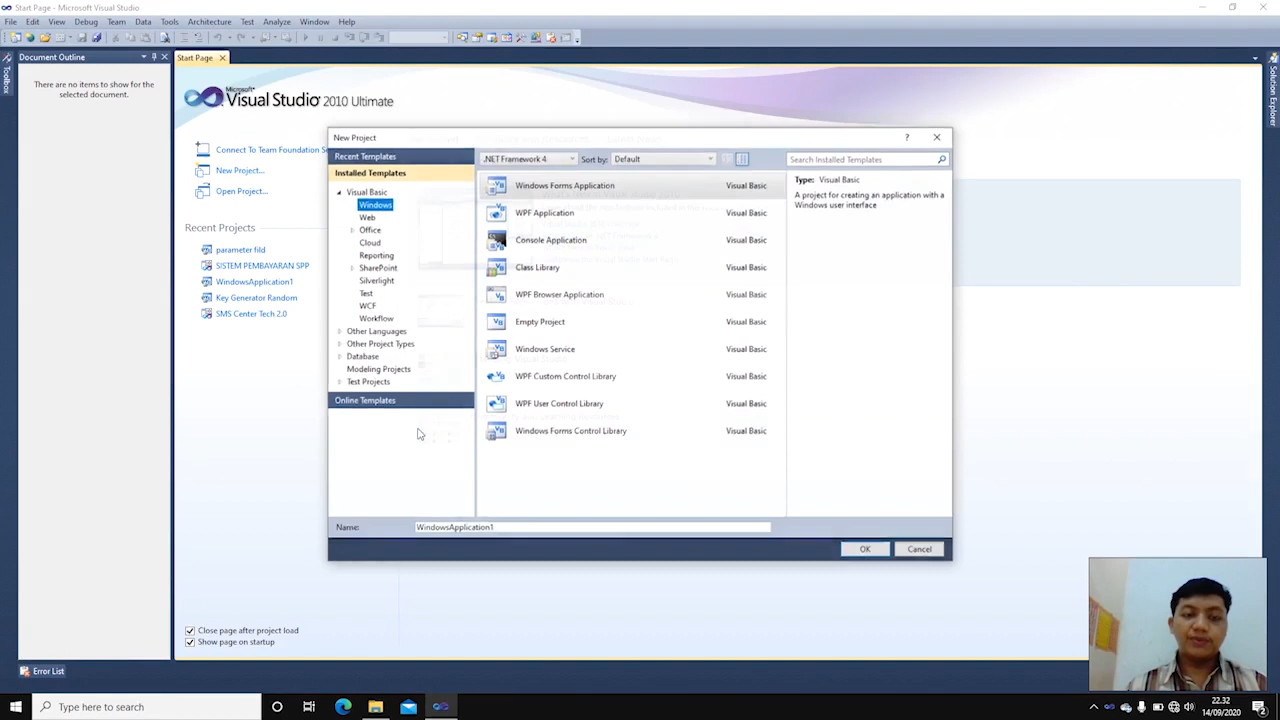 Start Page - Microsoft Visual Studio
File Edit View Debug Team Data Tools Architecture Test Analyze Window Help
Document Outline
Start Page
Toolbox
There are no items to show for the
selected document.
Solution Explorer
Microsoft
Visual Studio 2010 Ultimate
Connect To Team Foundation S
New Project...
Open Project...
Recent Projects
parameter fild
SISTEM PEMBAYARAN SPP
WindowsApplication1
Key Generator Random
SMS Center Tech 2.0
Close page after project load
Show page on startup
New Project
Recent Templates
.NET Framework 4
Sort by: Default
Search Installed Templates
Installed Templates
Visual Basic
Windows
Web
Office
Cloud
Reporting
SharePoint
Silverlight
Test
WCF
Workflow
Other Languages
Other Project Types
Database
Modeling Projects
Test Projects
Online Templates
Windows Forms Application Visual Basic
WPF Application Visual Basic
Console Application Visual Basic
Class Library Visual Basic
WPF Browser Application Visual Basic
Empty Project Visual Basic
Windows Service Visual Basic
WPF Custom Control Library Visual Basic
WPF User Control Library Visual Basic
Windows Forms Control Library Visual Basic
Type: Visual Basic
A project for creating an application with a
Windows user interface
Name: WindowsApplication1
OK Cancel
Error List
Type here to search
22.32
14/09/2020
2